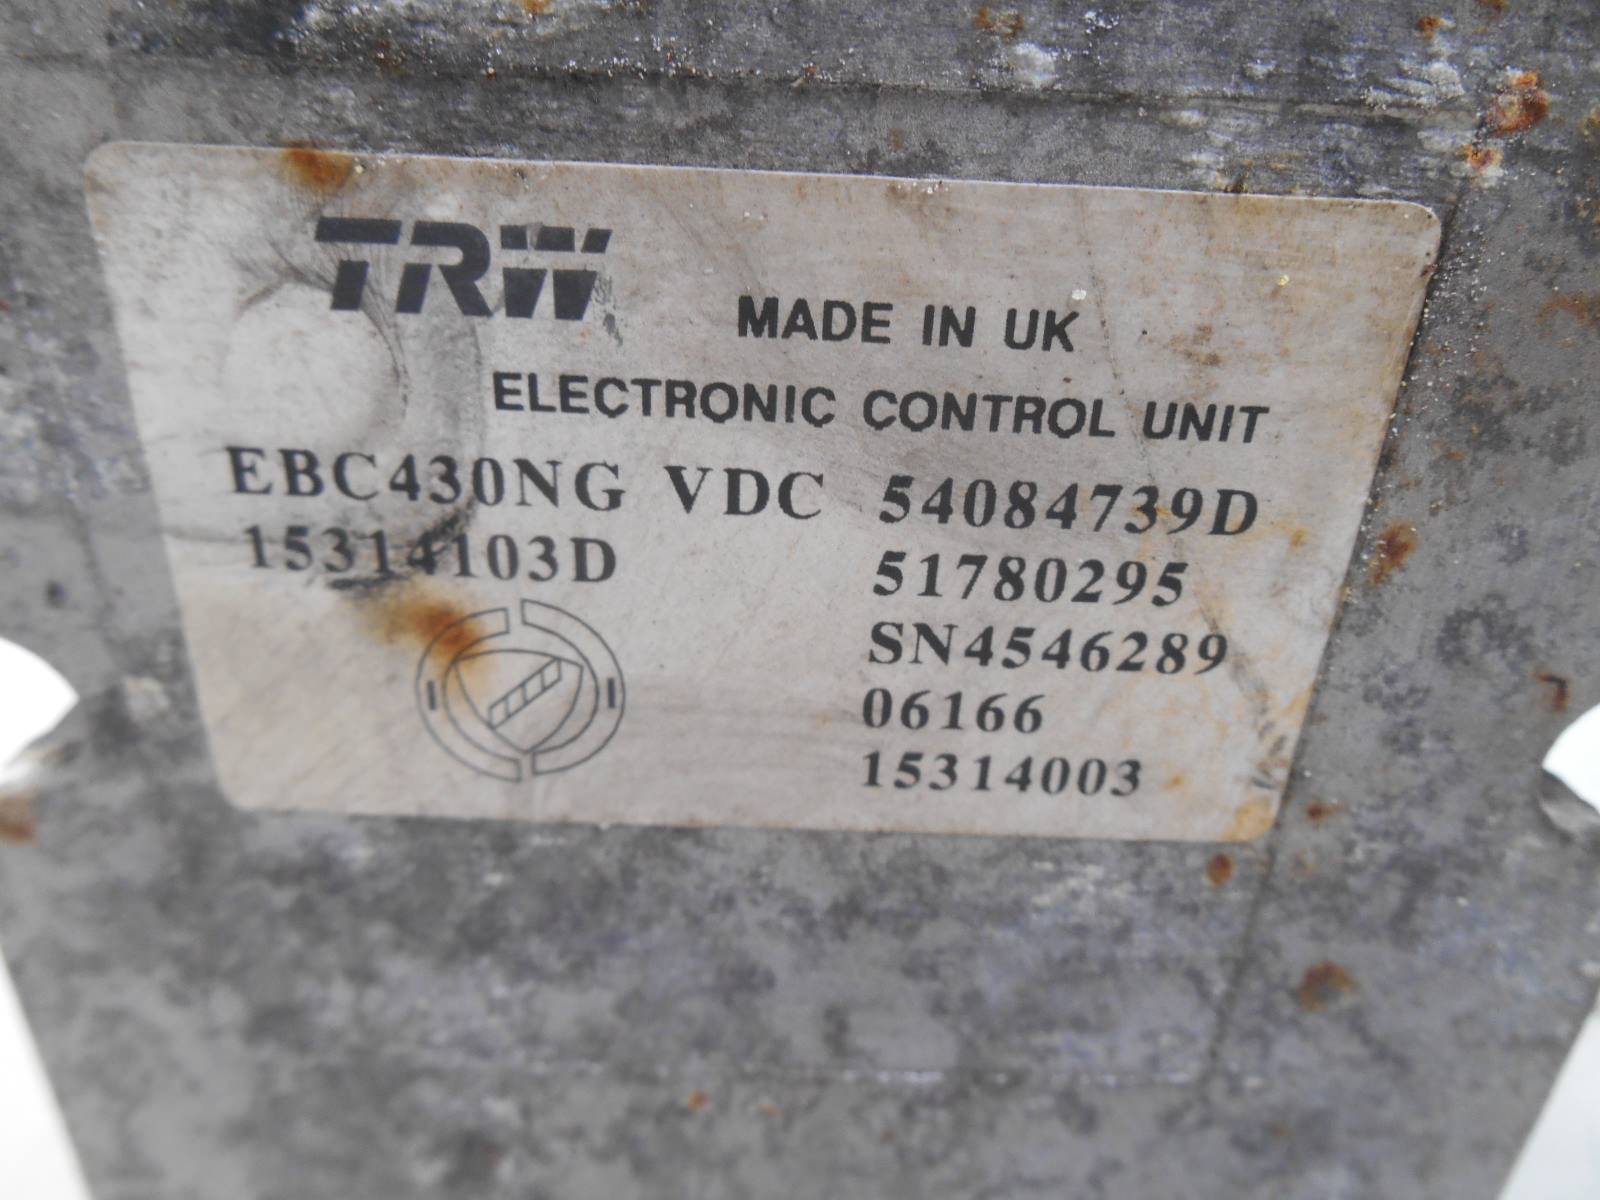 TRW
MADE IN UK
ELECTRONIC CONTROL UNIT
EBC430NG VDC 54084739D
15314103D 51780295
SN4546289
06166
15314003